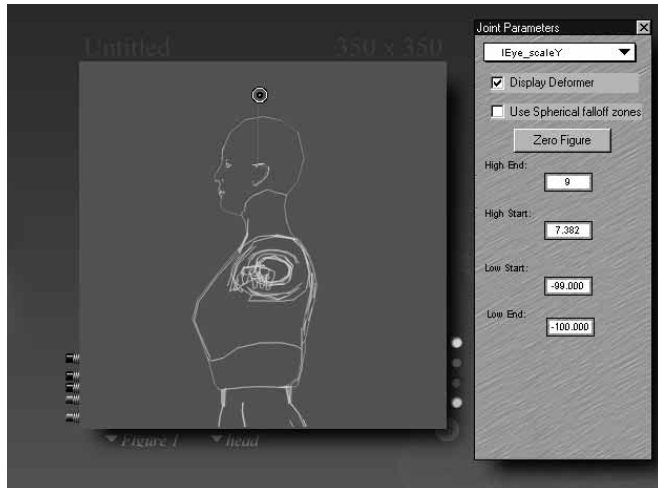 Joint Parameters
Untitled 350 x 350
lEye_scaleY
Display Deformer
Use Spherical falloff zones
Zero Figure
High End:
9
High Start:
7.382
Low Start:
-99.000
Low End:
-100.000
Figure 1 head